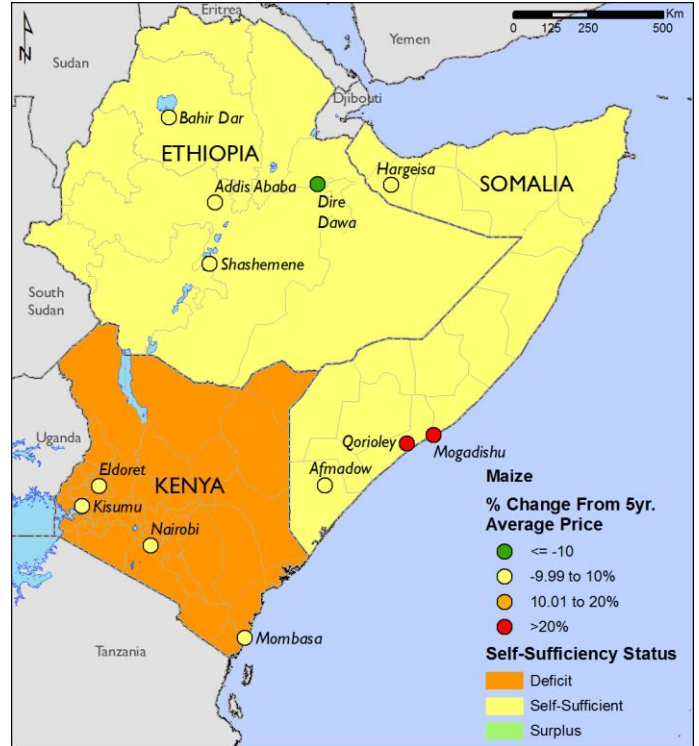 Eritrea
Km
0 125 250 500
N
Yemen
Sudan
Djibouti
Bahir Dar
ETHIOPIA
Hargeisa
SOMALIA
Addis Ababa
Dire
Dawa
Shashemene
South
Sudan
Uganda
Qorioley
Mogadishu
Eldoret
KENYA
Afmadow
Kisumu
Nairobi
Mombasa
Tanzania
Maize
% Change From 5yr.
Average Price
<= -10
-9.99 to 10%
10.01 to 20%
>20%
Self-Sufficiency Status
Deficit
Self-Sufficient
Surplus